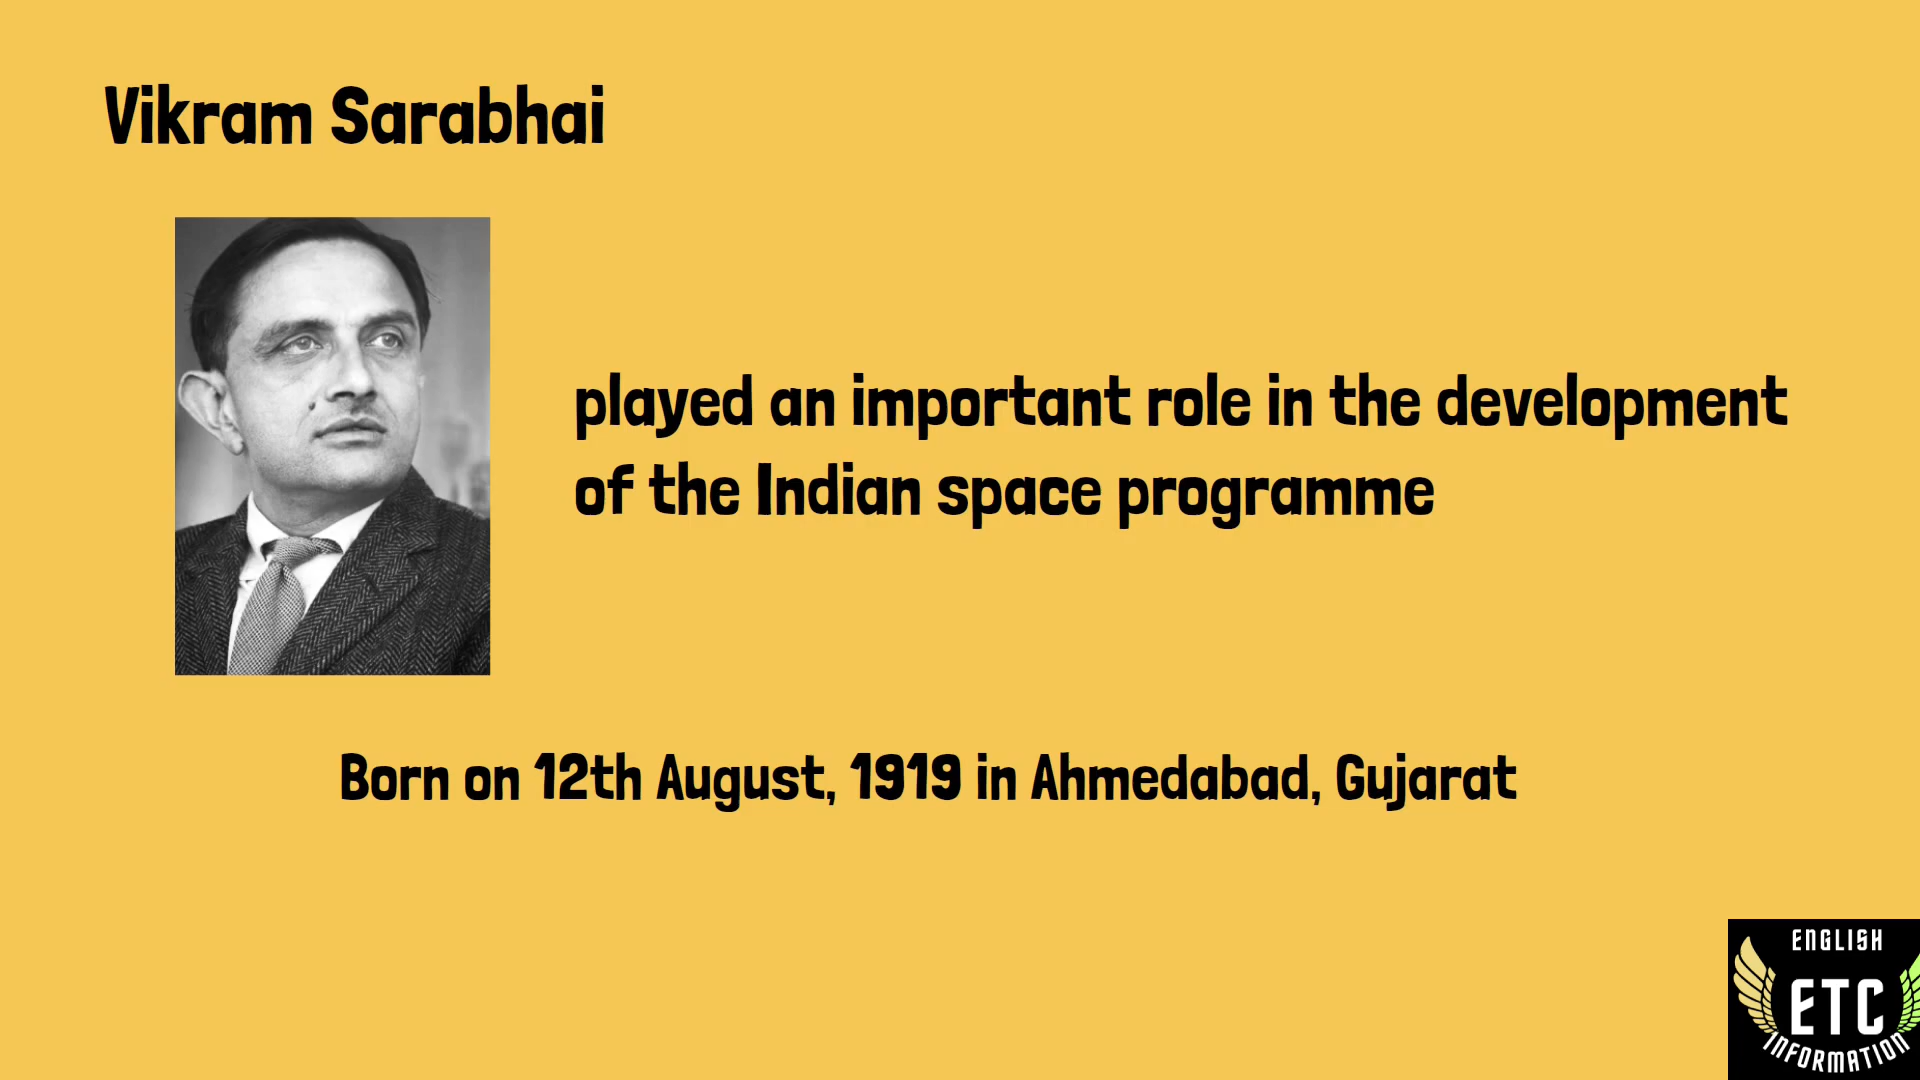 Vikram Sarabhai
played an important role in the development
of the Indian space programme
Born on 12th August, 1919 in Ahmedabad, Gujarat
ENGLISH
ETC
INFORMATION